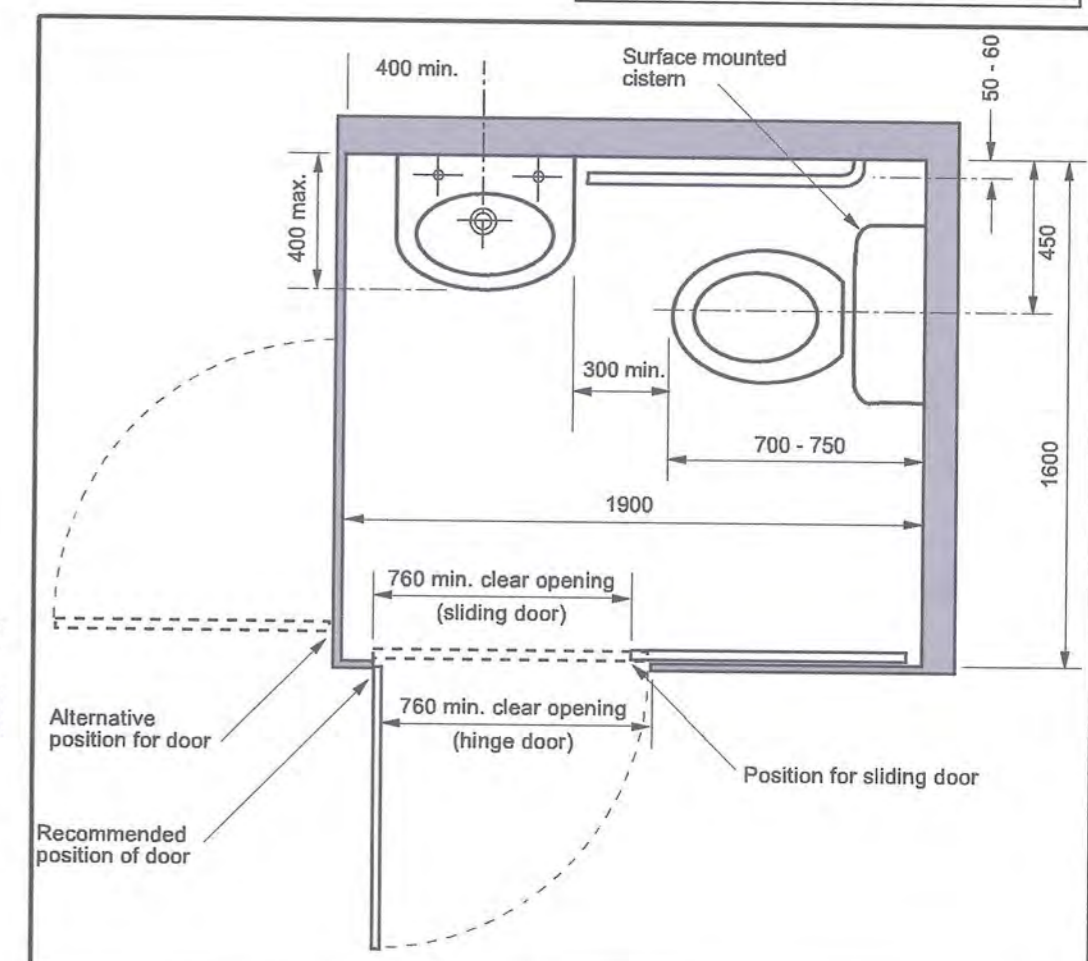 400 min.
Surface mounted
cistern
50 - 60
400 max.
450
300 min.
700 - 750
1600
1900
760 min. clear opening
(sliding door)
760 min. clear opening
(hinge door)
Alternative
position for door
Position for sliding door
Recommended
position of door